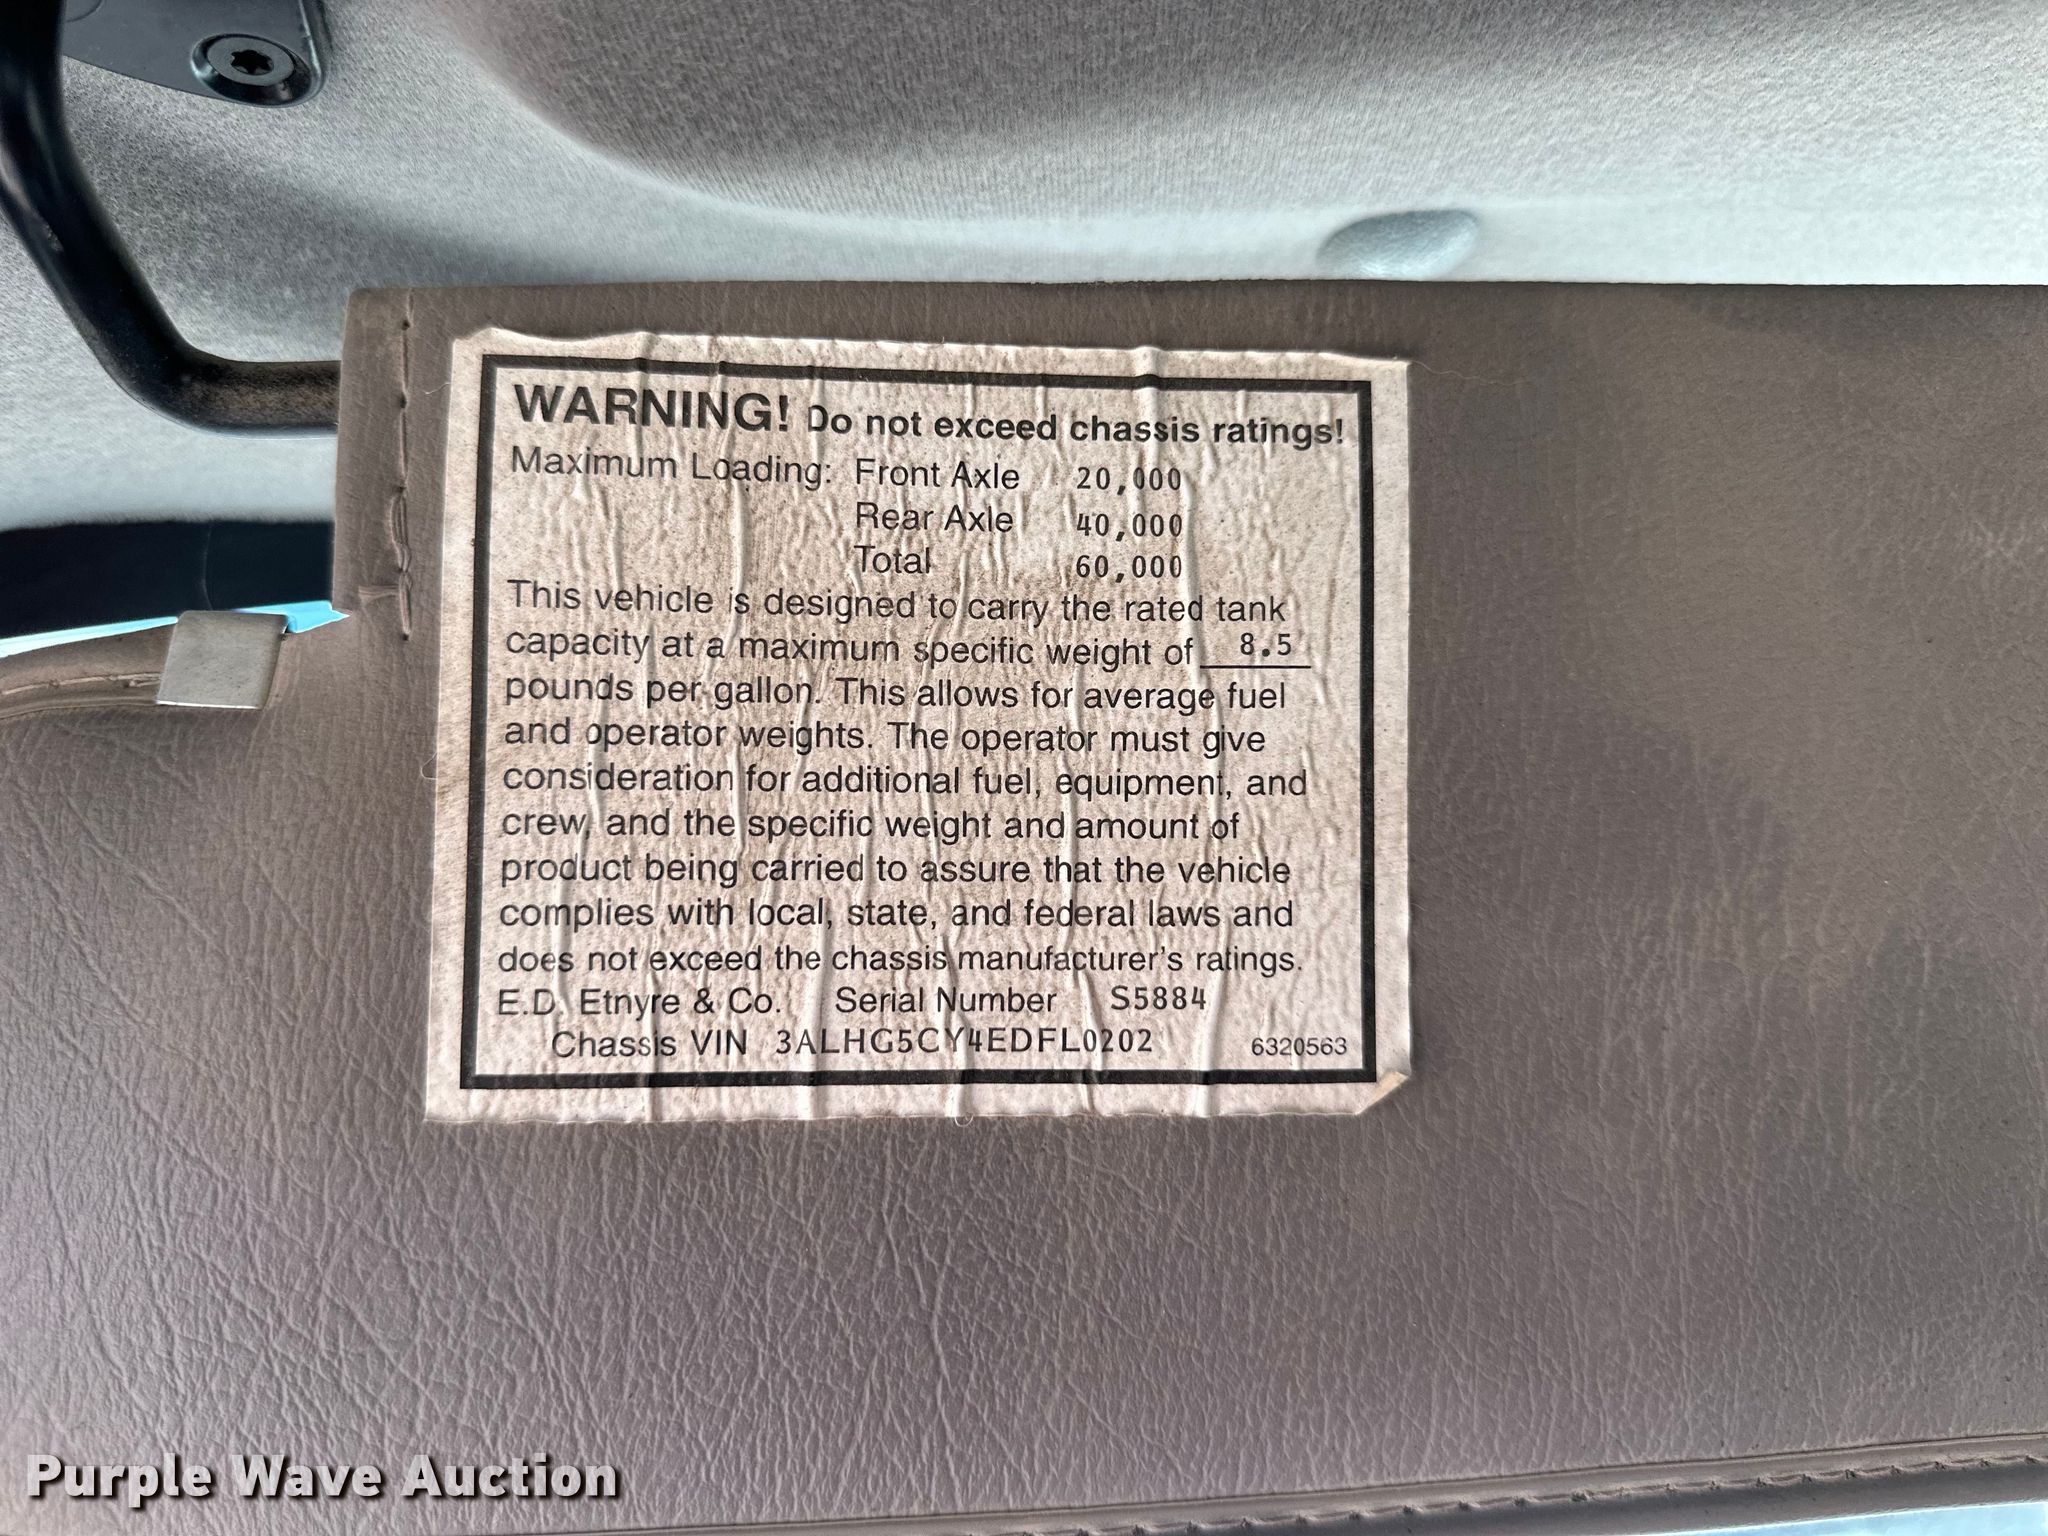 WARNING! Do not exceed chassis ratings!
Maximum Loading: Front Axle 20,000
Rear Axle 40,000
Total 60,000
This vehicle is designed to carry the rated tank
capacity at a maximum specific weight of 8.5
pounds per gallon. This allows for average fuel
and operator weights. The operator must give
consideration for additional fuel, equipment, and
crew, and the specific weight and amount of
product being carried to assure that the vehicle
complies with local, state, and federal laws and
does not exceed the chassis manufacturer's ratings.
E.D. Etnyre & Co. Serial Number S5884
Chassis VIN 3ALHG5CY4EDFL0202 6320563
Purple Wave Auction